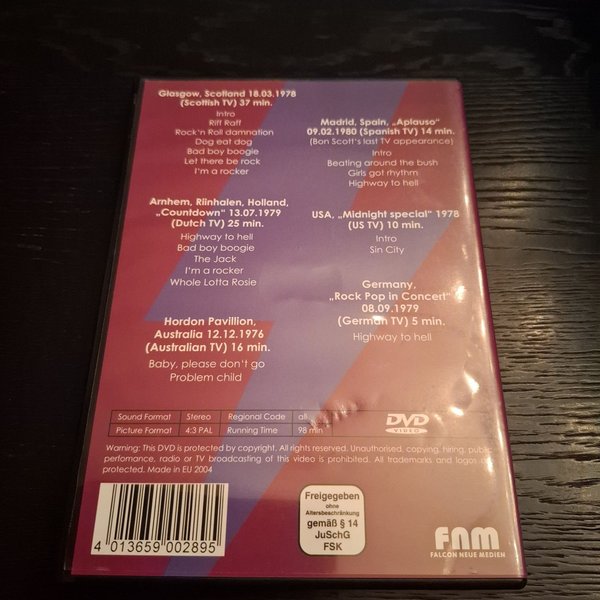 Glasgow, Scotland 18.03.1978
(Scottish TV) 37 min.
Intro
Riff Raff
Rock'n Roll damnation
Dog eat dog
Bad boy boogie
Let there be rock
I'm a rocker
Arnhem, Riinhalen, Holland,
„Countdown" 13.07.1979
(Dutch TV) 25 min.
Highway to hell
Bad boy boogie
The Jack
I'm a rocker
Whole Lotta Rosie
Hordon Pavillion,
Australia 12.12.1976
(Australian TV) 16 min.
Baby, please don't go
Problem child
Madrid, Spain, „Aplauso"
09.02.1980 (Spanish TV) 14 min.
(Bon Scott's last TV appearance)
Intro
Beating around the bush
Girls got rhythm
Highway to hell
USA, „Midnight special" 1978
(US TV) 10 min.
Intro
Sin City
Germany,
„Rock Pop in Concert"
08.09.1979
(German TV) 5 min.
Highway to hell
Sound Format Stereo Regional Code all
Picture Format 4:3 PAL Running Time 98 min
DVD
VIDEO
Warning: This DVD is protected by copyright. All rights reserved. Unauthorised, copying, hiring, public
perfomance, radio or TV broadcasting of this video is prohibited. All trademarks and logos are
protected. Made in EU 2004
4 013659 002895
Freigegeben
ohne
Altersbeschränkung
gemäß § 14
JuSchG
FSK
fnm
FALCON NEUE MEDIEN